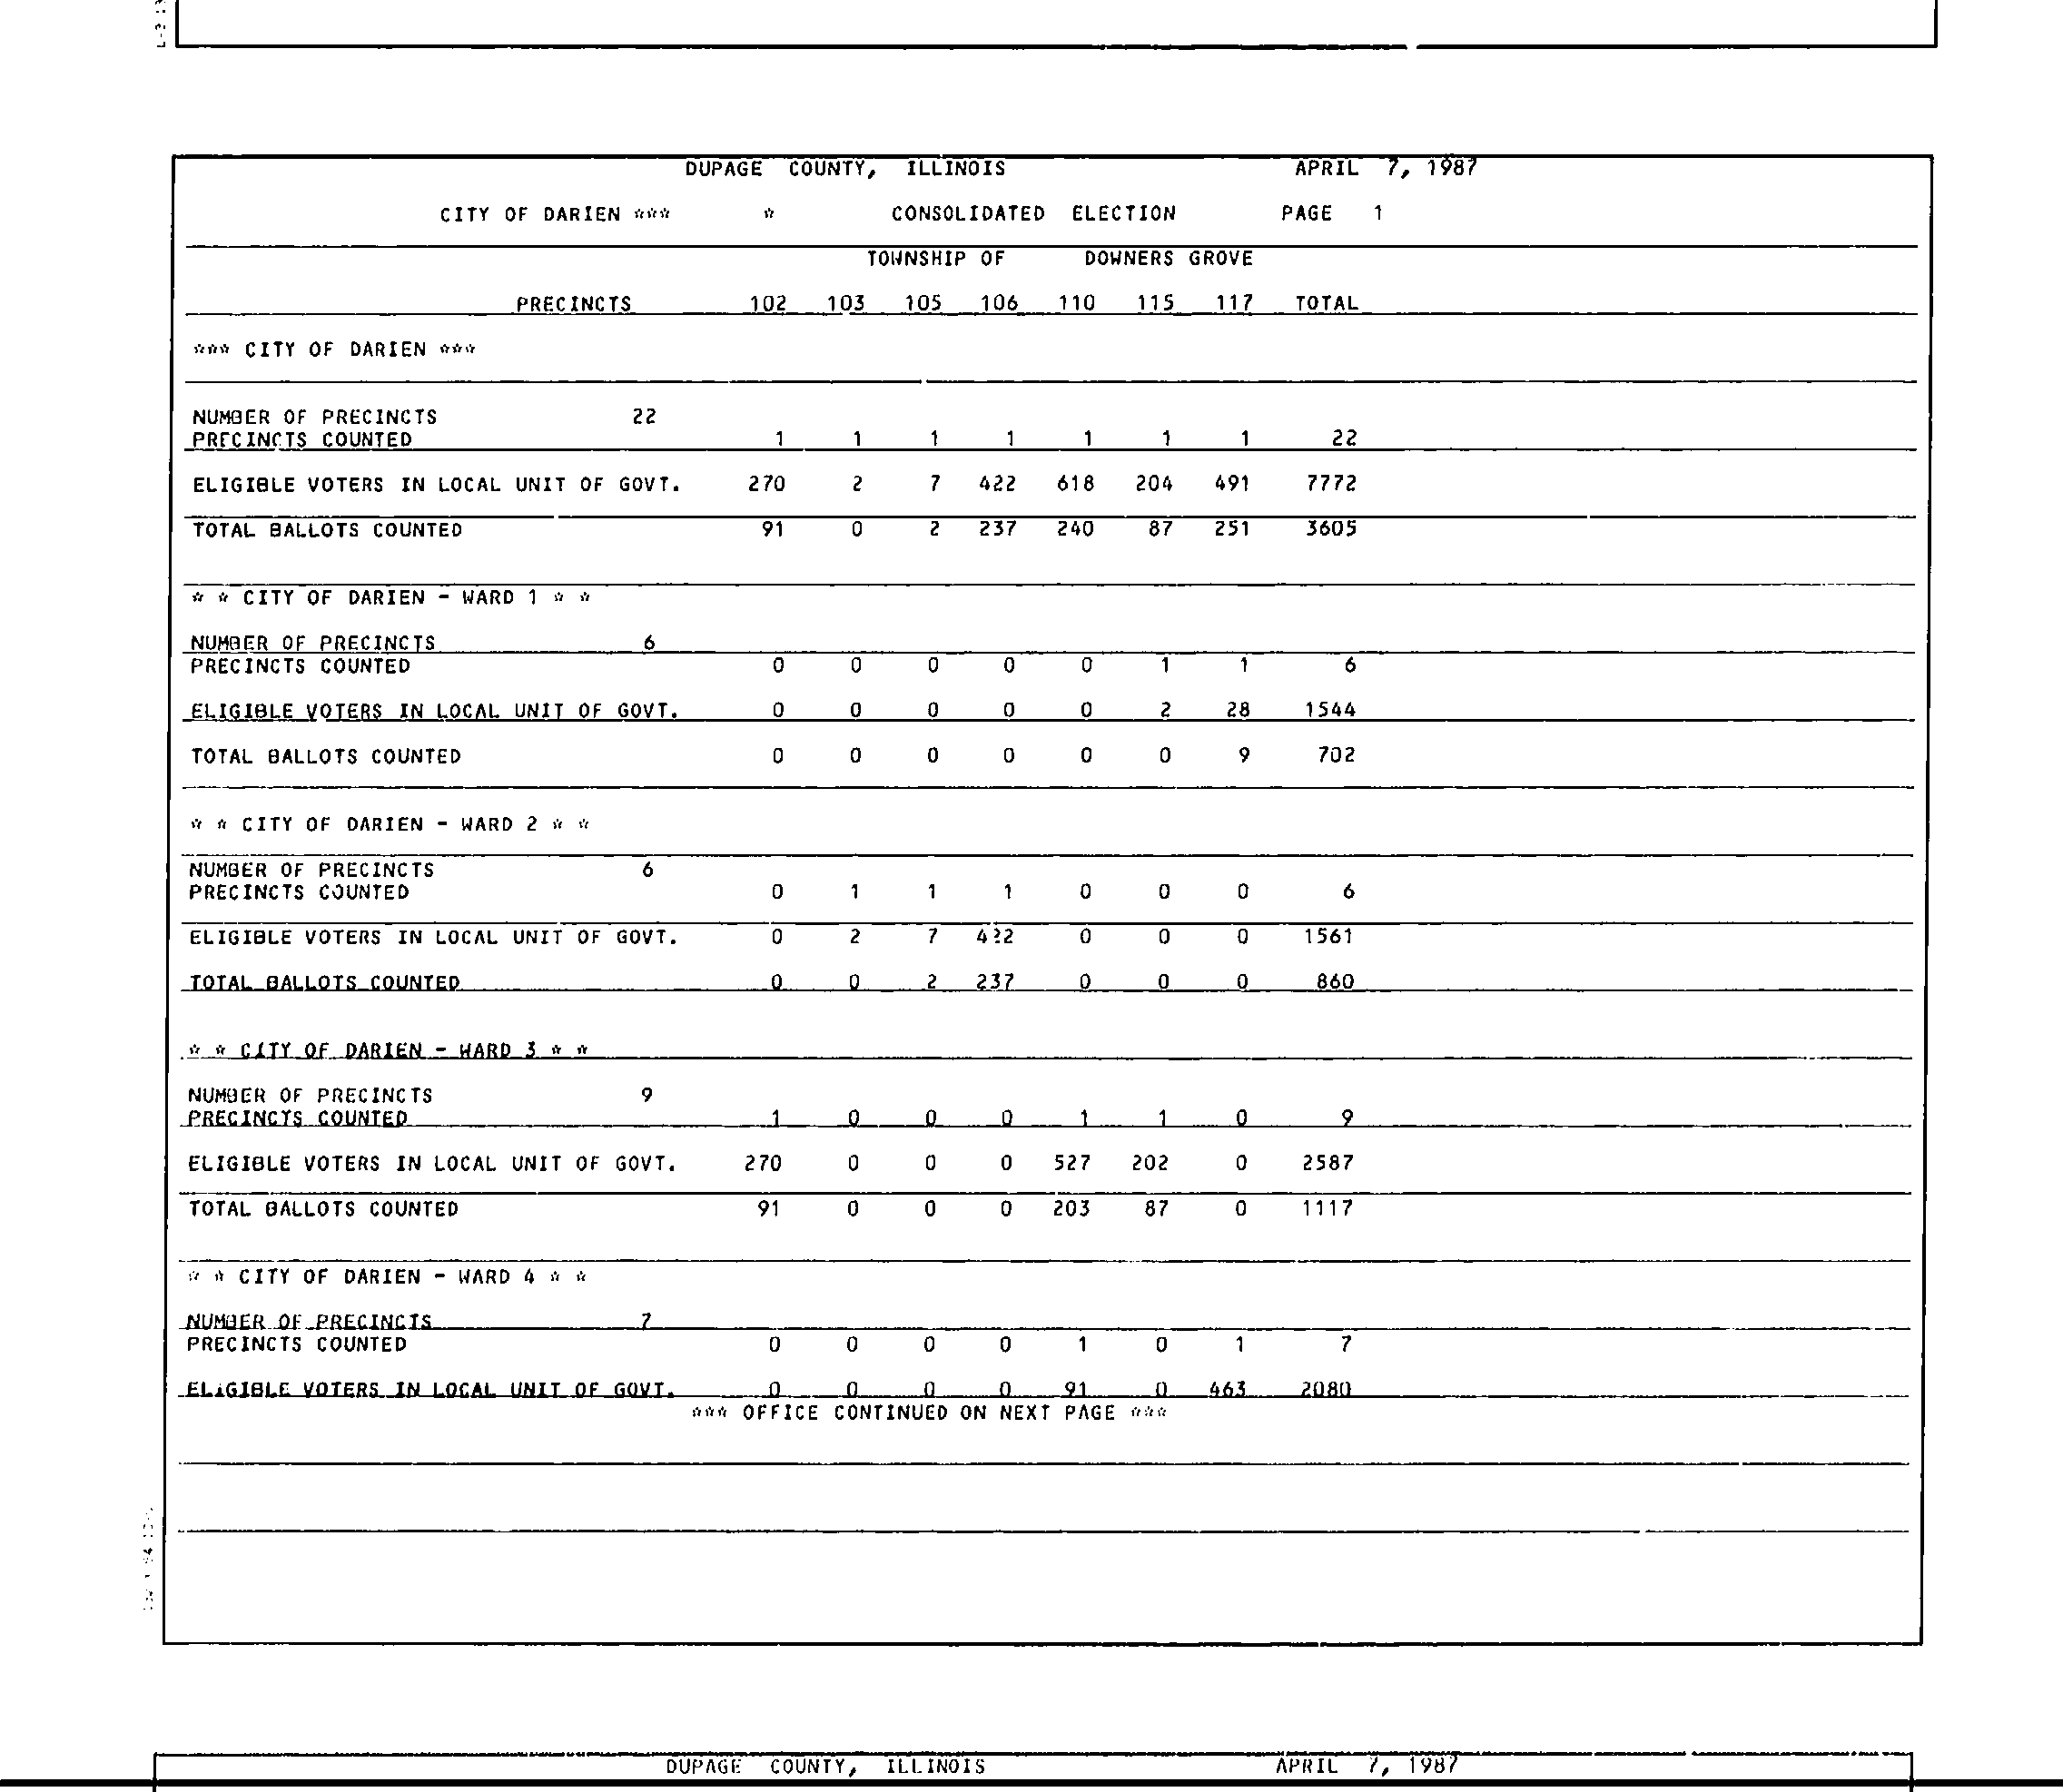 DUPAGE COUNTY, ILLINOIS APRIL 7, 1987
CITY OF DARIEN *** * CONSOLIDATED ELECTION PAGE 1
TOWNSHIP OF DOWNERS GROVE
PRECINCTS 102 103 105 106 110 115 117 TOTAL
*** CITY OF DARIEN ***
NUMBER OF PRECINCTS 22
PRECINCTS COUNTED 1 1 1 1 1 1 1 22
ELIGIBLE VOTERS IN LOCAL UNIT OF GOVT. 270 2 7 422 618 204 491 7772
TOTAL BALLOTS COUNTED 91 0 2 237 240 87 251 3605
* * CITY OF DARIEN - WARD 1 * *
NUMBER OF PRECINCTS 6
PRECINCTS COUNTED 0 0 0 0 0 1 1 6
ELIGIBLE VOTERS IN LOCAL UNIT OF GOVT. 0 0 0 0 0 2 28 1544
TOTAL BALLOTS COUNTED 0 0 0 0 0 0 9 702
* * CITY OF DARIEN - WARD 2 * *
NUMBER OF PRECINCTS 6
PRECINCTS COUNTED 0 1 1 1 0 0 0 6
ELIGIBLE VOTERS IN LOCAL UNIT OF GOVT. 0 2 7 422 0 0 0 1561
TOTAL BALLOTS COUNTED 0 0 2 237 0 0 0 860
* * CITY OF DARIEN - WARD 3 * *
NUMBER OF PRECINCTS 9
PRECINCTS COUNTED 1 0 0 0 1 1 0 9
ELIGIBLE VOTERS IN LOCAL UNIT OF GOVT. 270 0 0 0 527 202 0 2587
TOTAL BALLOTS COUNTED 91 0 0 0 203 87 0 1117
* * CITY OF DARIEN - WARD 4 * *
NUMBER OF PRECINCTS 7
PRECINCTS COUNTED 0 0 0 0 1 0 1 7
ELIGIBLE VOTERS IN LOCAL UNIT OF GOVT. 0 0 0 0 91 0 463 2080
*** OFFICE CONTINUED ON NEXT PAGE ***
DUPAGE COUNTY, ILLINOIS APRIL 7, 1987